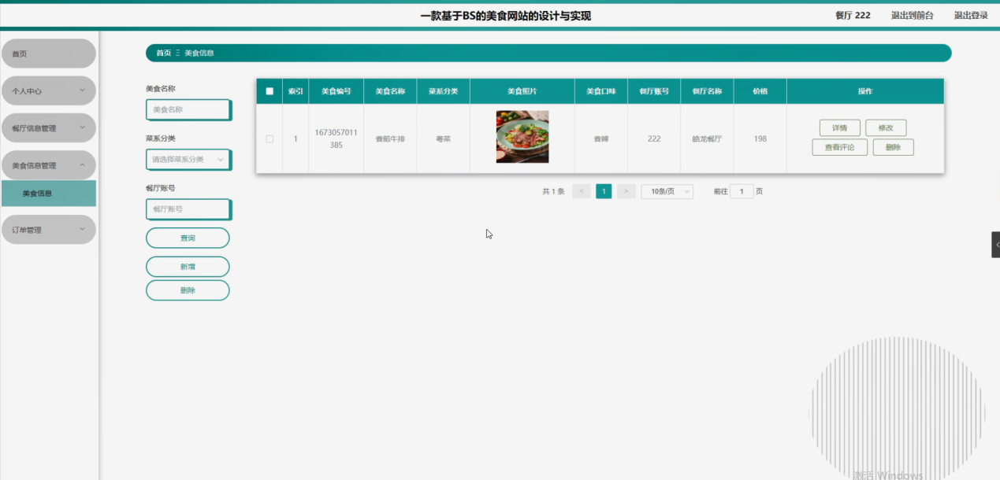 一款基于BS的美食网站的设计与实现
餐厅 222
退出到前台
退出登录
首页
个人中心
餐厅信息管理
美食信息管理
美食信息
订单管理
首页 Ξ 美食信息
美食名称
美食名称
菜系分类
请选择菜系分类
餐厅账号
餐厅账号
查询
新增
删除
索引 美食编号 美食名称 菜系分类 美食照片 美食口味 餐厅账号 餐厅名称 价格 操作
1 1673057011385 香煎牛排 粤菜 香辣 222 皓龙餐厅 198
详情 修改
查看评论 删除
共 1 条 < 1 > 10条/页 前往 1 页
激活 Windows